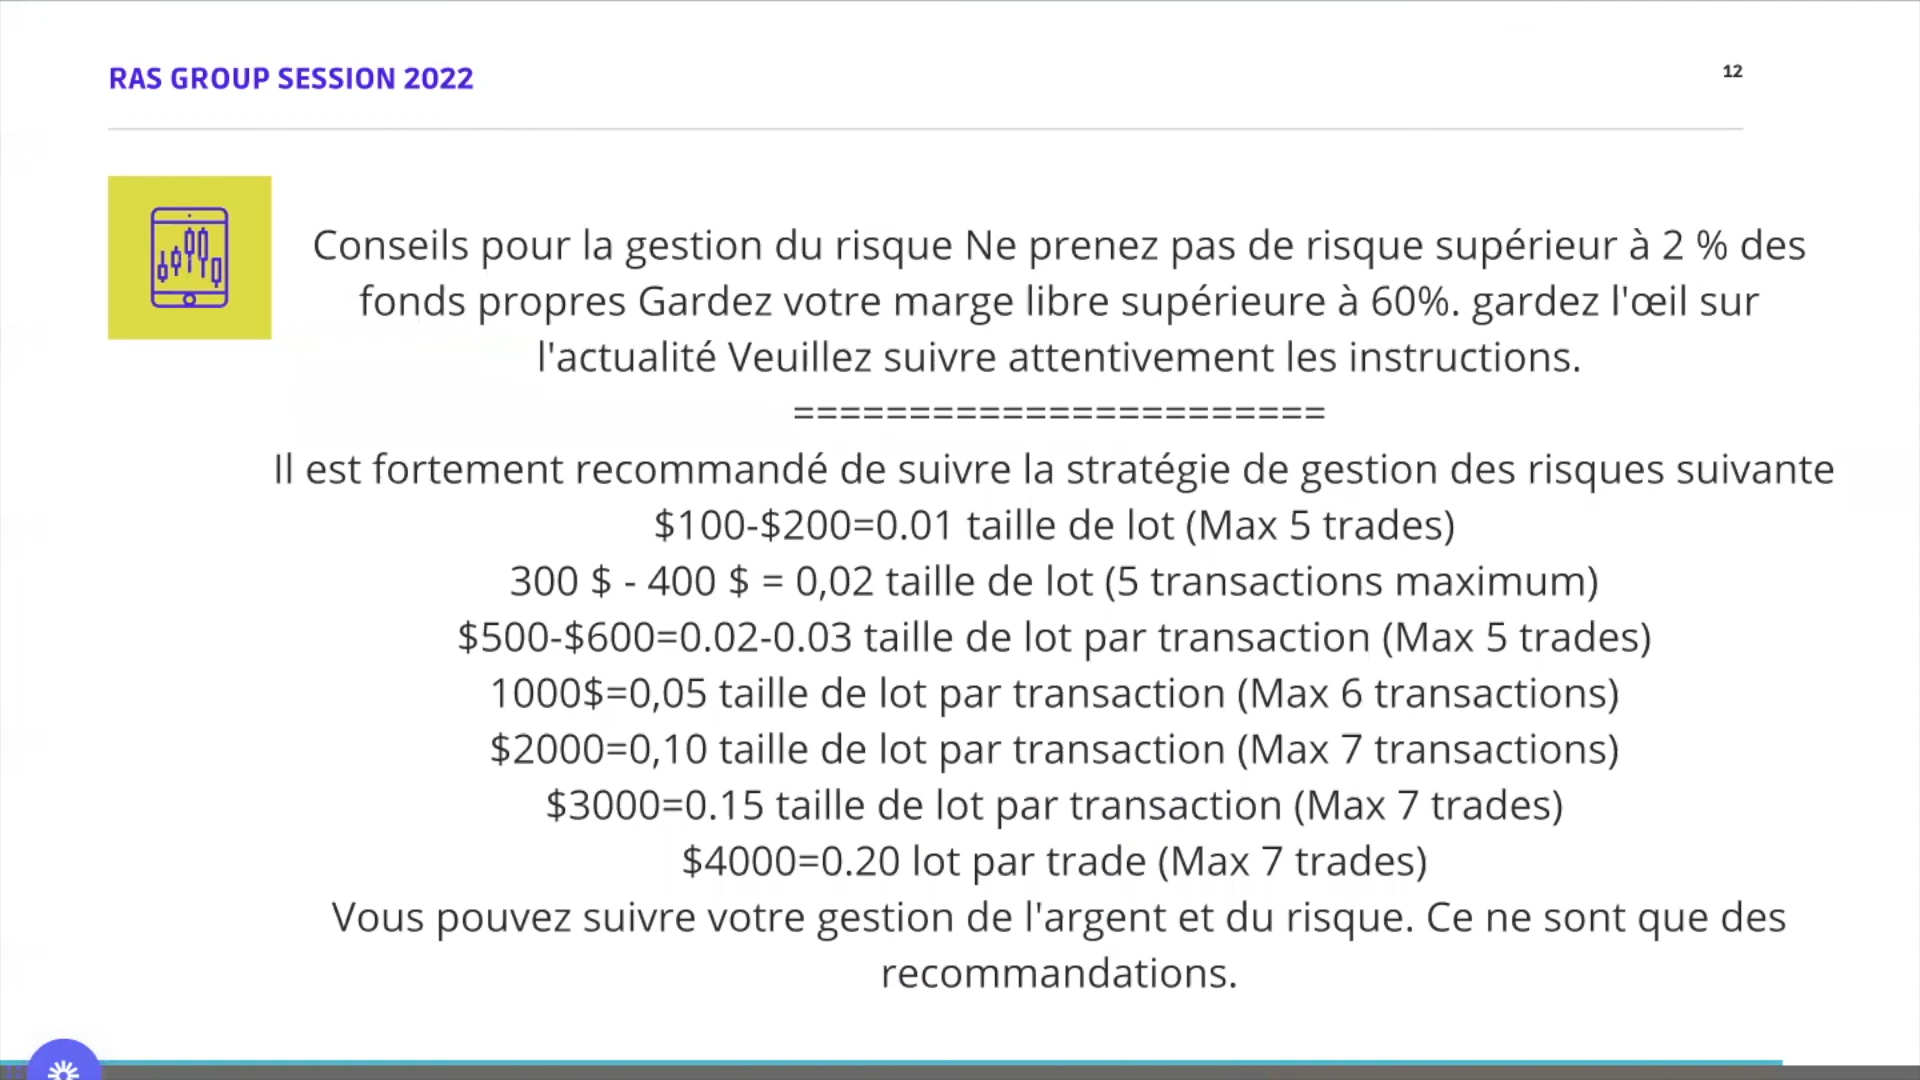 RAS GROUP SESSION 2022
12
Conseils pour la gestion du risque Ne prenez pas de risque supérieur à 2 % des
fonds propres Gardez votre marge libre supérieure à 60%. gardez l'œil sur
l'actualité Veuillez suivre attentivement les instructions.
=======================
Il est fortement recommandé de suivre la stratégie de gestion des risques suivante
$100-$200=0.01 taille de lot (Max 5 trades)
300 $ - 400 $ = 0,02 taille de lot (5 transactions maximum)
$500-$600=0.02-0.03 taille de lot par transaction (Max 5 trades)
1000$=0,05 taille de lot par transaction (Max 6 transactions)
$2000=0,10 taille de lot par transaction (Max 7 transactions)
$3000=0.15 taille de lot par transaction (Max 7 trades)
$4000=0.20 lot par trade (Max 7 trades)
Vous pouvez suivre votre gestion de l'argent et du risque. Ce ne sont que des
recommandations.